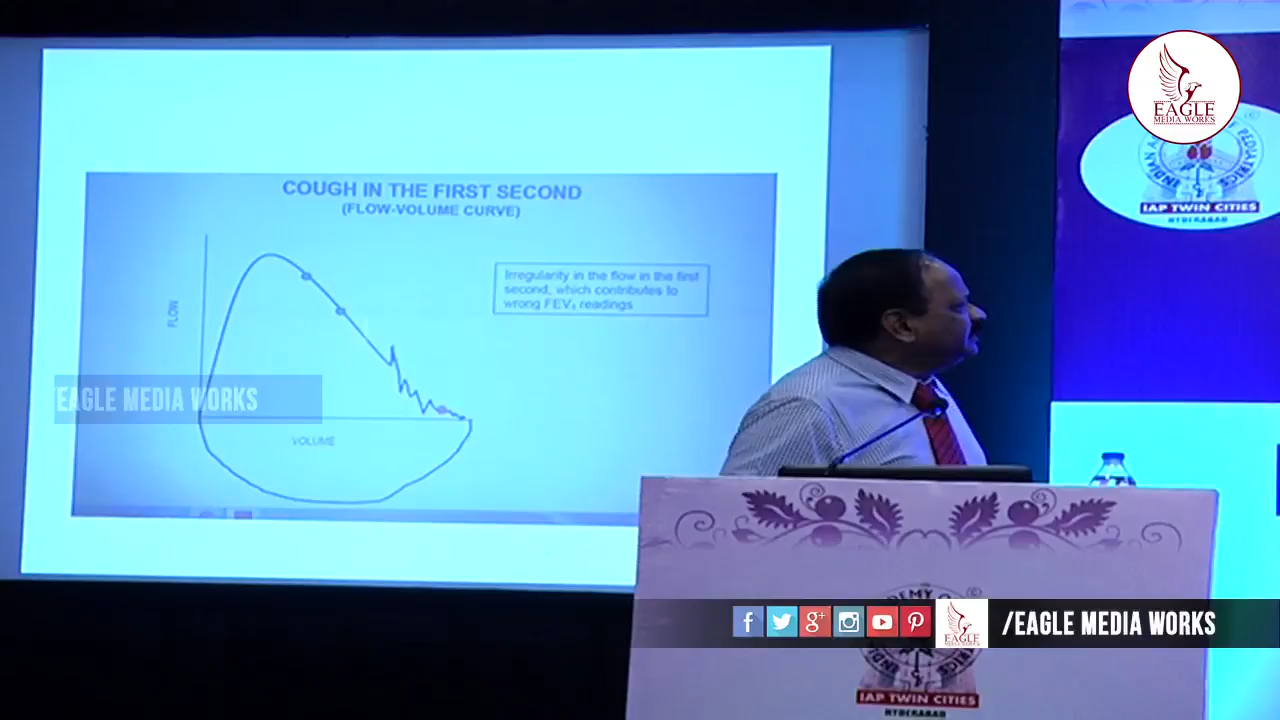 COUGH IN THE FIRST SECOND
(FLOW-VOLUME CURVE)
Irregularity in the flow in the first
second, which contributes to
wrong FEV₁ readings
FLOW
VOLUME
EAGLE MEDIA WORKS
EAGLE
MEDIA WORKS
IAP TWIN CITIES
HYDERABAD
/EAGLE MEDIA WORKS
IAP TWIN CITIES
HYDERABAD